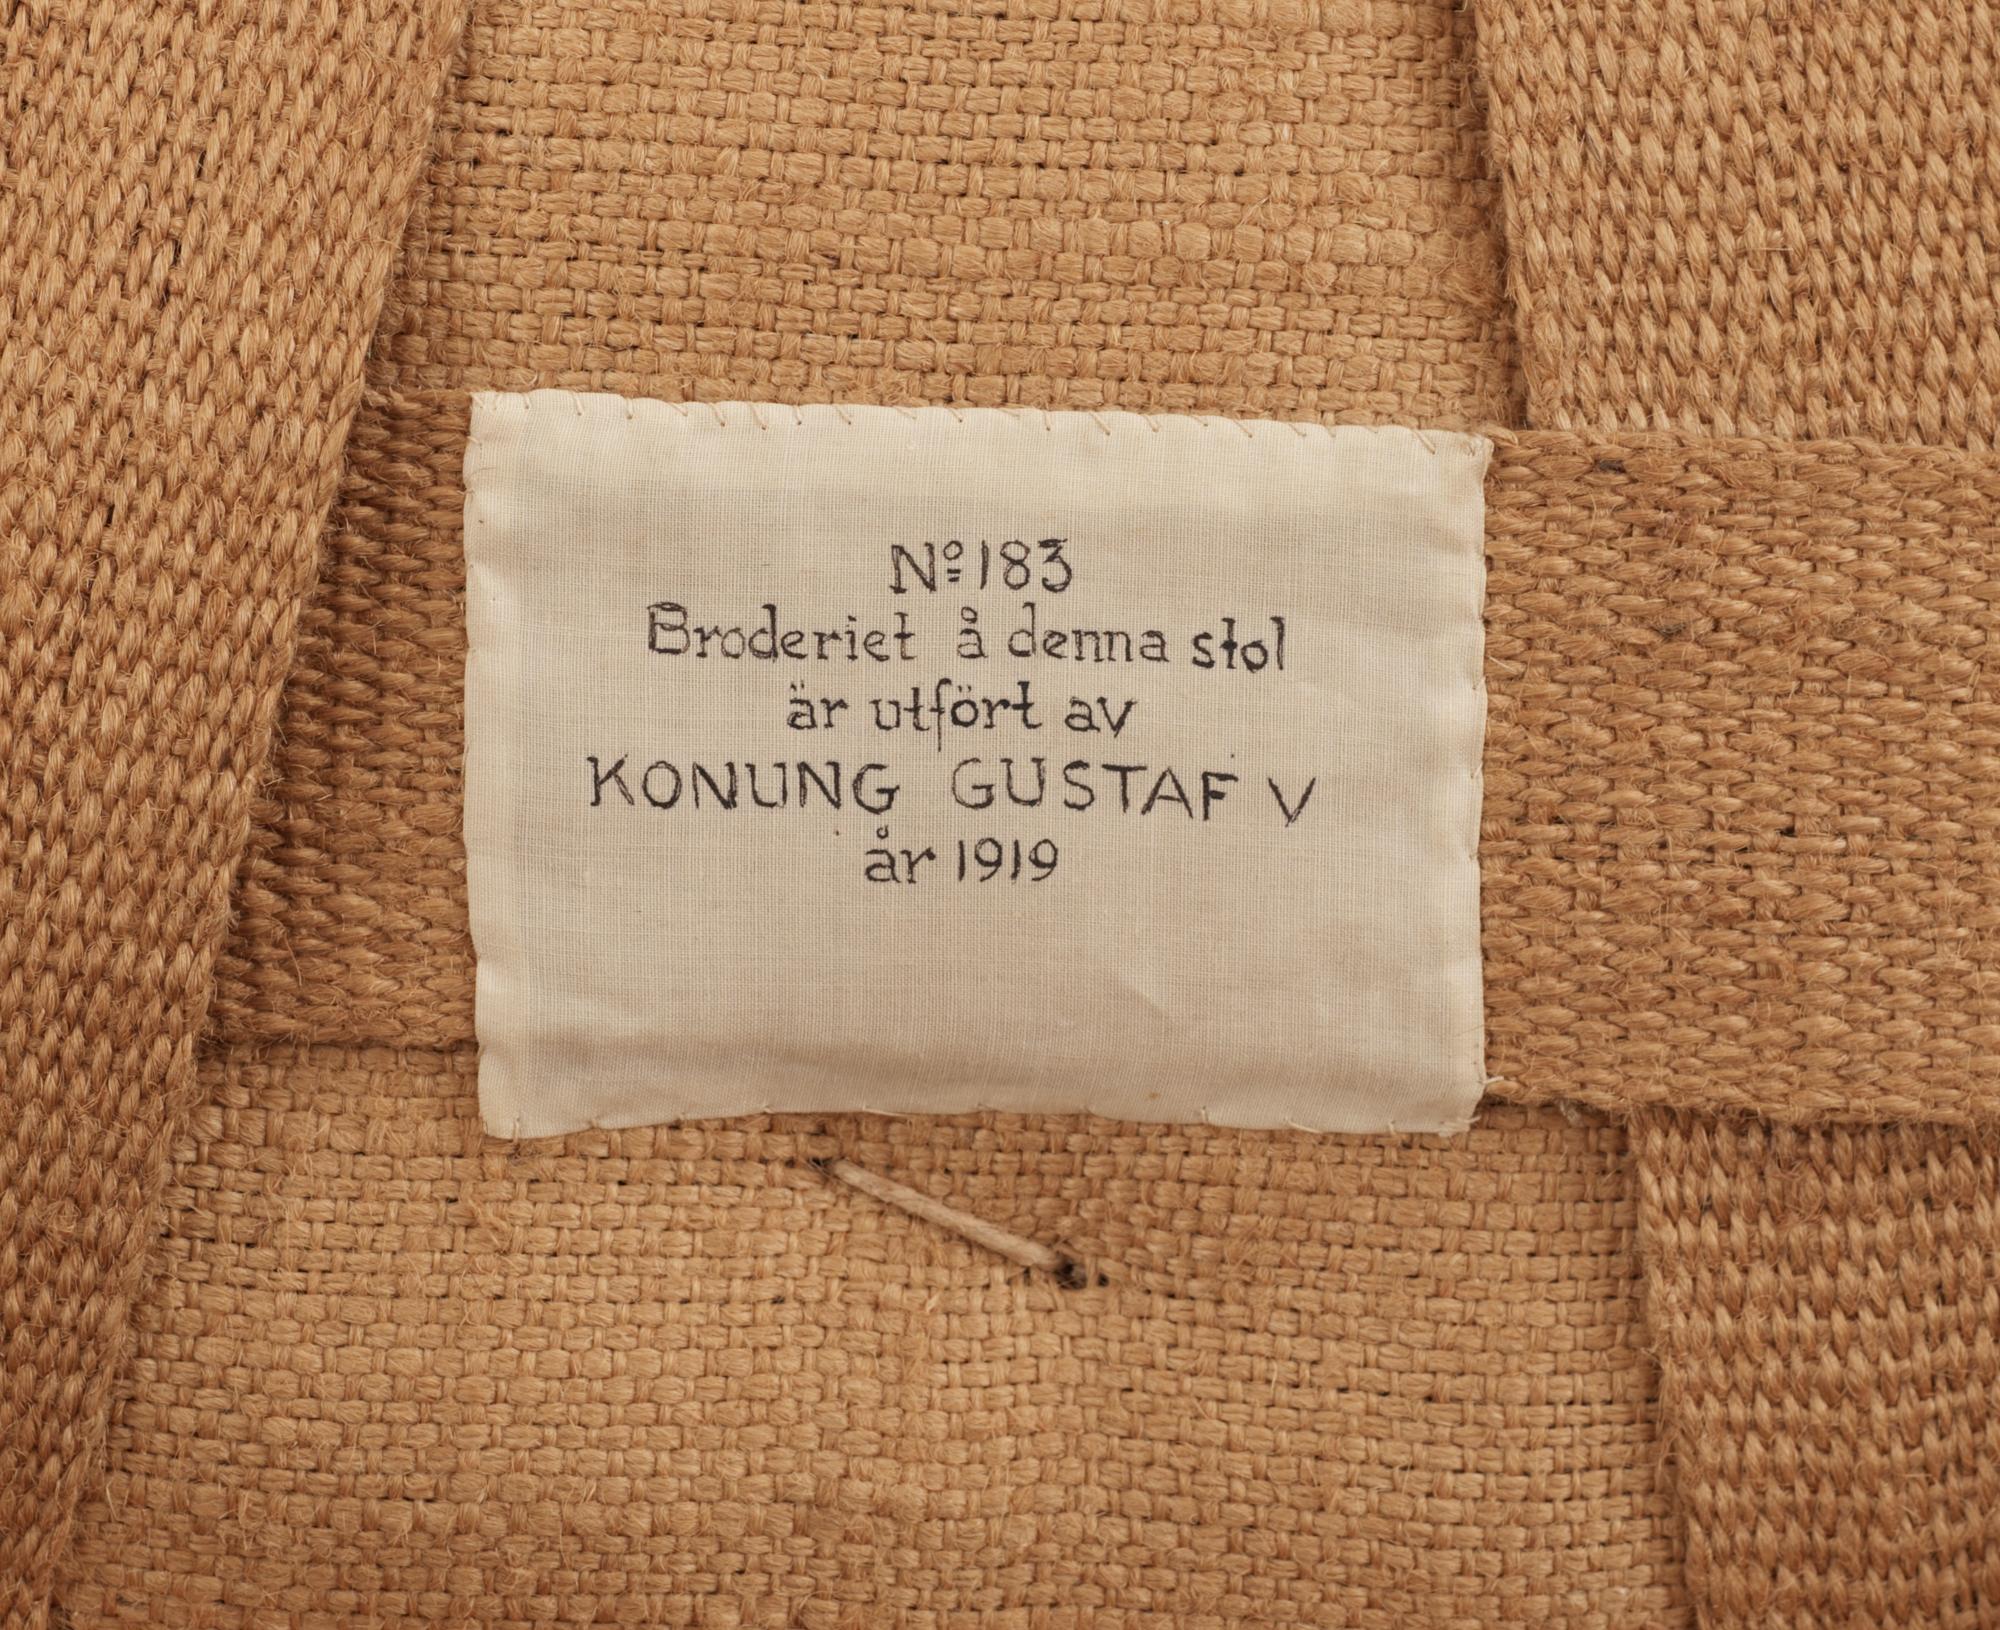 Nº 183
Broderiet å denna stol
är utfört av
KONUNG GUSTAF V
år 1919